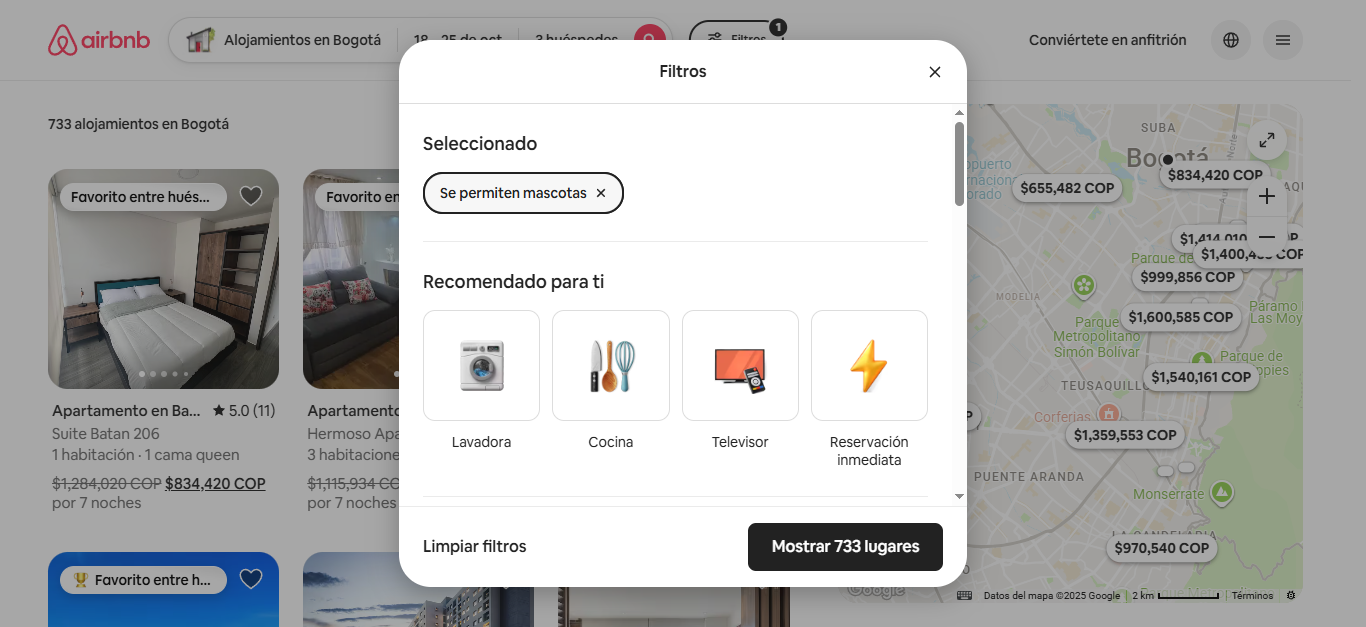 airbnb
Alojamientos en Bogotá
18 – 25 de oct.
3 huéspedes
Filtros
1
Conviértete en anfitrión
Filtros
733 alojamientos en Bogotá
Seleccionado
Se permiten mascotas
Recomendado para ti
Lavadora
Cocina
Televisor
Reservación
inmediata
Limpiar filtros
Mostrar 733 lugares
Favorito entre hués...
Favorito en
Apartamento en Ba... 5.0 (11)
Suite Batan 206
1 habitación · 1 cama queen
$1,284,020 COP $834,420 COP
por 7 noches
Apartame
Hermoso Apa
3 habitacione
$1,115,934 CO
por 7 noches
Favorito entre h...
SUBA
Bogotá
$834,420 COP
$655,482 COP
$1,414,010
$1,400,4
COP
Parque de
$999,856 COP
MODELIA
$1,600,585 COP
Páramo
Las Moy
Parque
Metropolitano
Simón Bolívar
Parque de
$1,540,161 COP
TEUSAQUILLO
Corferias
$1,359,553 COP
PUENTE ARANDA
Monserrate
LA CANDELARIA
$970,540 COP
Google
Datos del mapa ©2025 Google
2 km
Términos